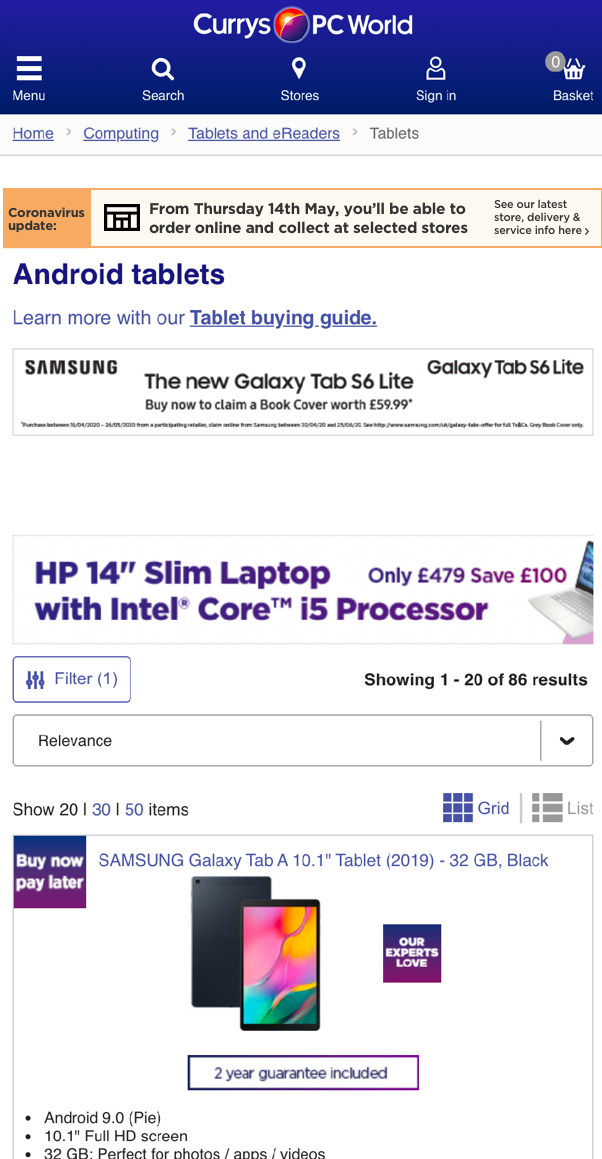 Currys PC World
Menu
Search
Stores
Sign in
0
Basket
Home > Computing > Tablets and eReaders > Tablets
Coronavirus
update:
From Thursday 14th May, you'll be able to
order online and collect at selected stores
See our latest
store, delivery &
service info here >
Android tablets
Learn more with our Tablet buying guide.
SAMSUNG
The new Galaxy Tab S6 Lite
Buy now to claim a Book Cover worth £59.99*
Galaxy Tab S6 Lite
*Purchase between 16/04/2020 – 26/05/2020 from a participating retailer, claim online from Samsung between 30/04/20 and 25/06/20. See http://www.samsung.com/uk/galaxy-tabs-offer for full Ts&Cs. Grey Book Cover only.
HP 14" Slim Laptop
with Intel® Core™ i5 Processor
Only £479 Save £100
Filter (1)
Showing 1 - 20 of 86 results
Relevance
Show 20 | 30 | 50 items
Grid
List
Buy now
pay later
SAMSUNG Galaxy Tab A 10.1" Tablet (2019) - 32 GB, Black
OUR
EXPERTS
LOVE
2 year guarantee included
• Android 9.0 (Pie)
• 10.1" Full HD screen
• 32 GB: Perfect for photos / apps / videos